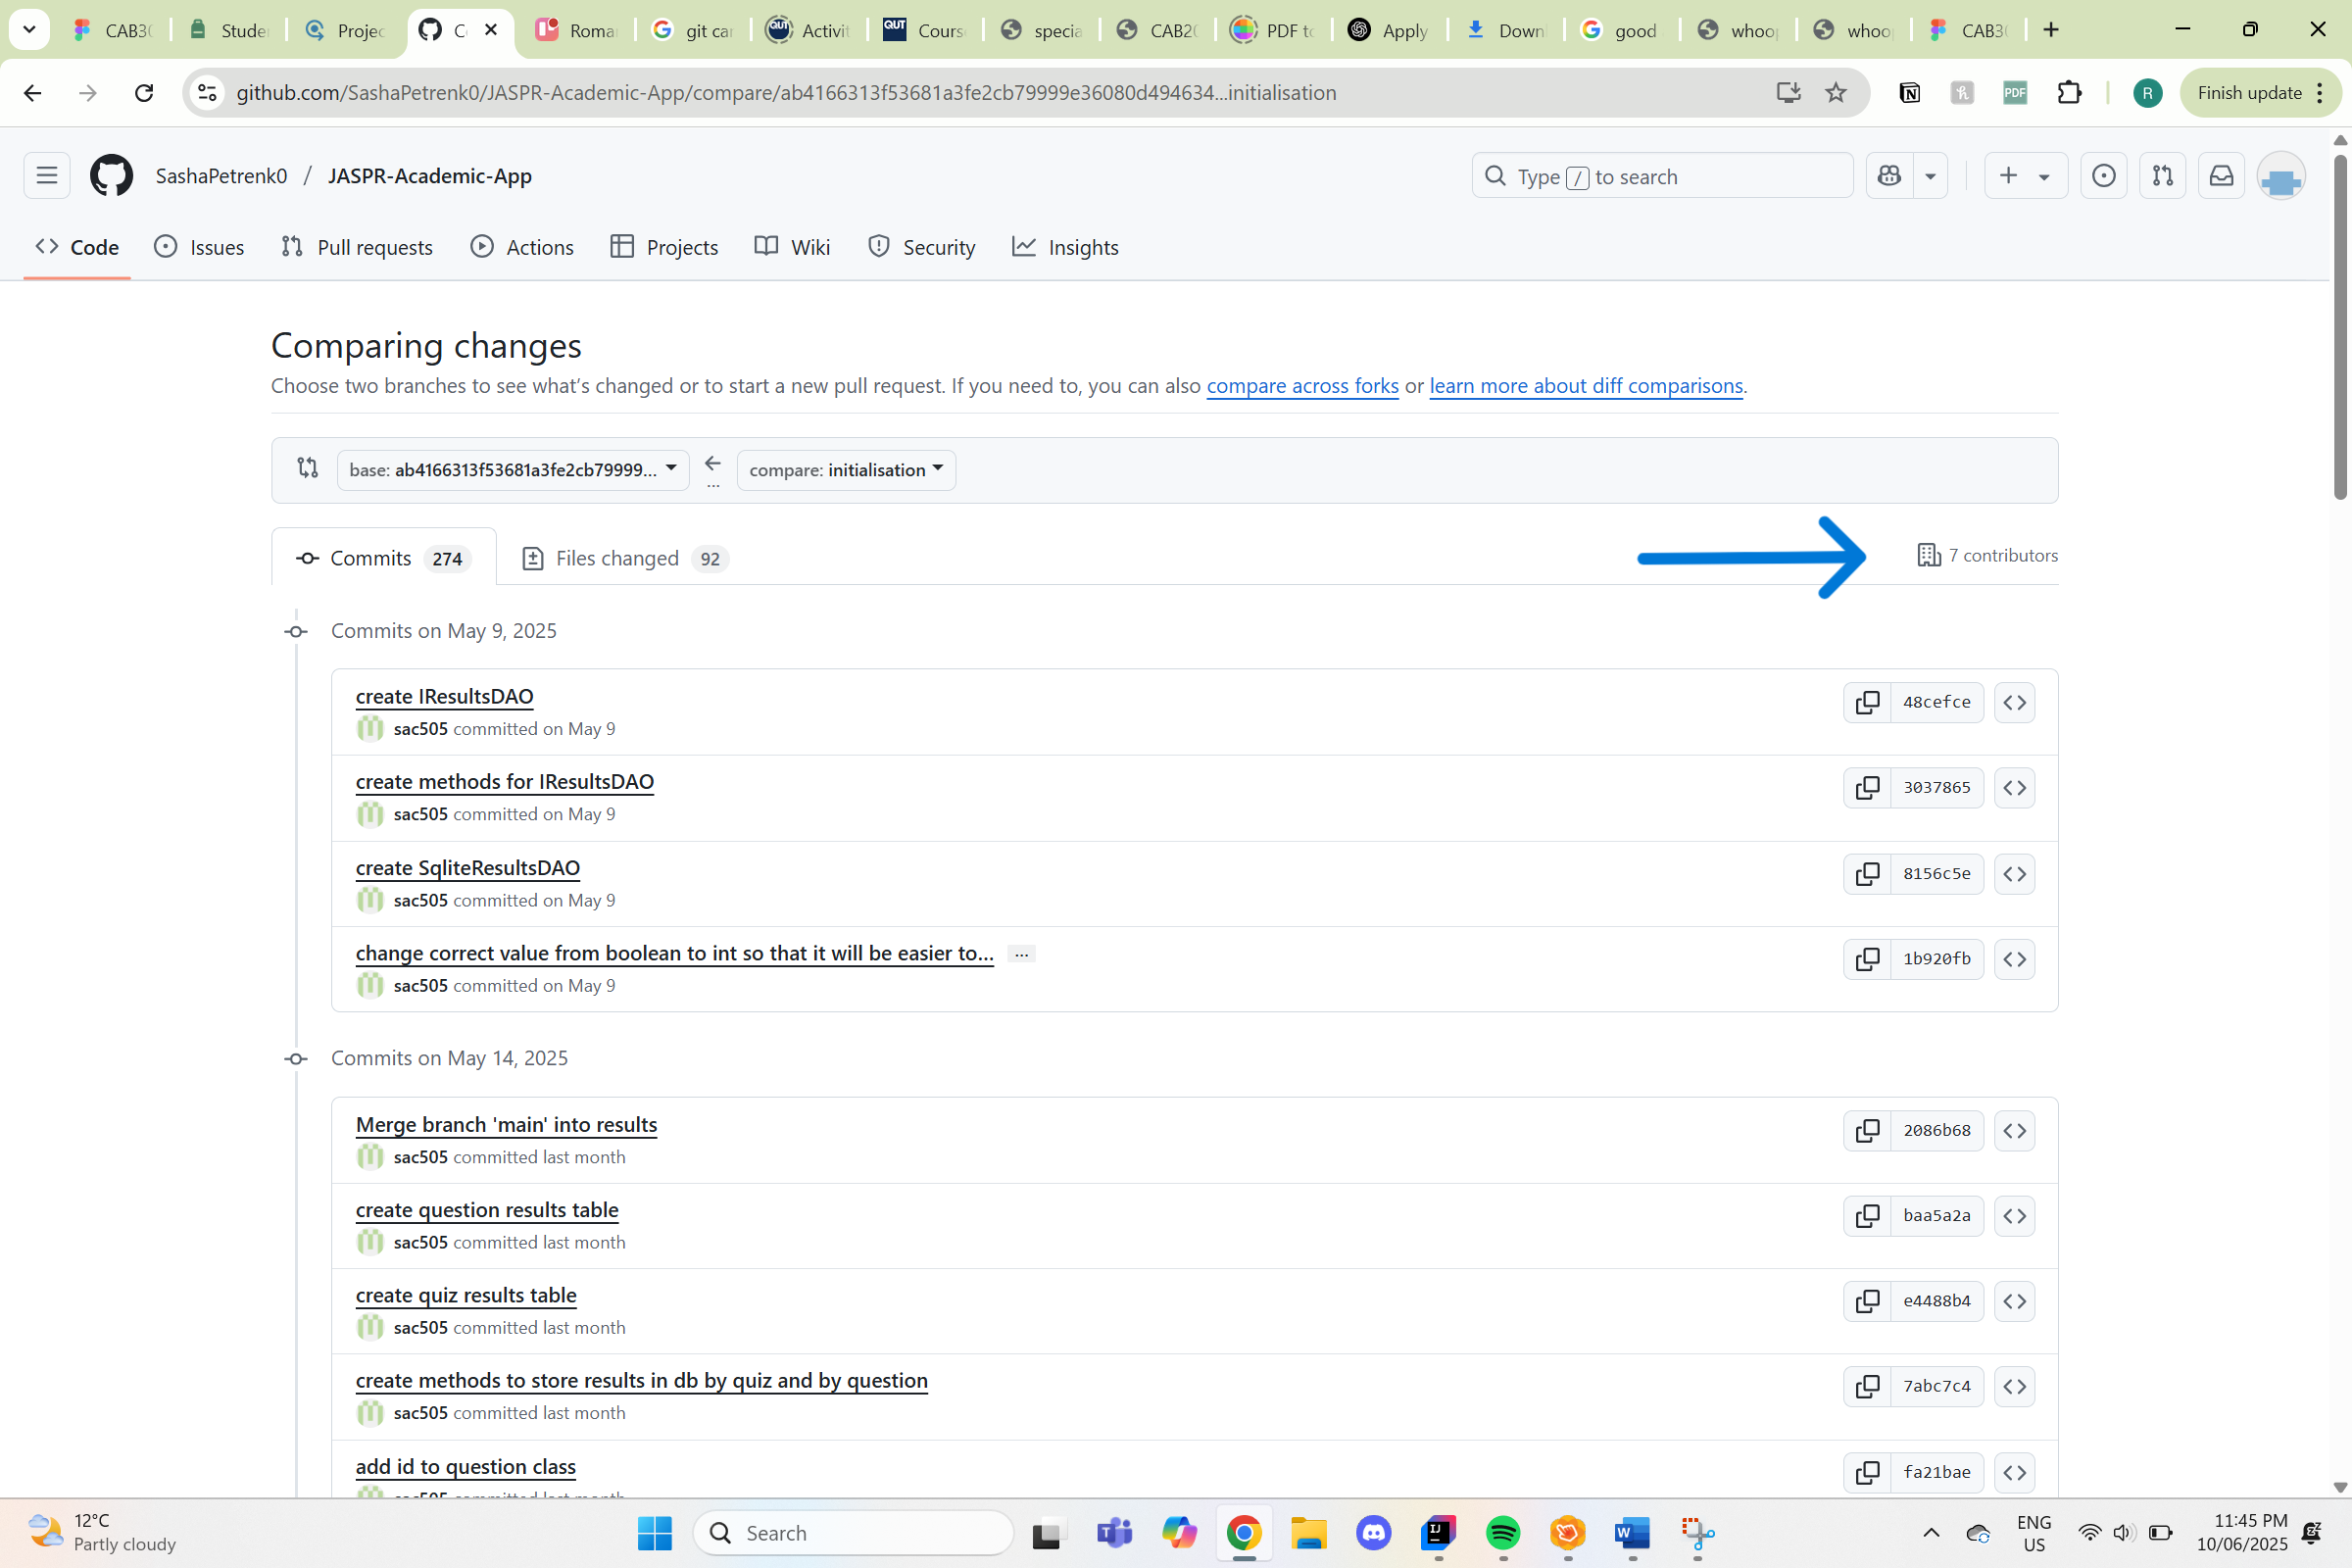 CAB30
Studer
Projec
C
Roma
git car
Activit
Cours
specia
CAB20
PDF to
Apply
Downl
good
whoo
whoo
CAB30
github.com/SashaPetrenk0/JASPR-Academic-App/compare/ab4166313f53681a3fe2cb79999e36080d494634...initialisation
PDF
R
Finish update
SashaPetrenk0 / JASPR-Academic-App
Type / to search
Code
Issues
Pull requests
Actions
Projects
Wiki
Security
Insights
Comparing changes
Choose two branches to see what's changed or to start a new pull request. If you need to, you can also compare across forks or learn more about diff comparisons.
base: ab4166313f53681a3fe2cb79999... ... compare: initialisation
Commits 274
Files changed 92
7 contributors
Commits on May 9, 2025
create IResultsDAO
48cefce
sac505 committed on May 9
create methods for IResultsDAO
3037865
sac505 committed on May 9
create SqliteResultsDAO
8156c5e
sac505 committed on May 9
change correct value from boolean to int so that it will be easier to... ...
1b920fb
sac505 committed on May 9
Commits on May 14, 2025
Merge branch 'main' into results
2086b68
sac505 committed last month
create question results table
baa5a2a
sac505 committed last month
create quiz results table
e4488b4
sac505 committed last month
create methods to store results in db by quiz and by question
7abc7c4
sac505 committed last month
add id to question class
fa21bae
sac505 committed last month
12°C
Partly cloudy
Search
ENG
US
11:45 PM
10/06/2025